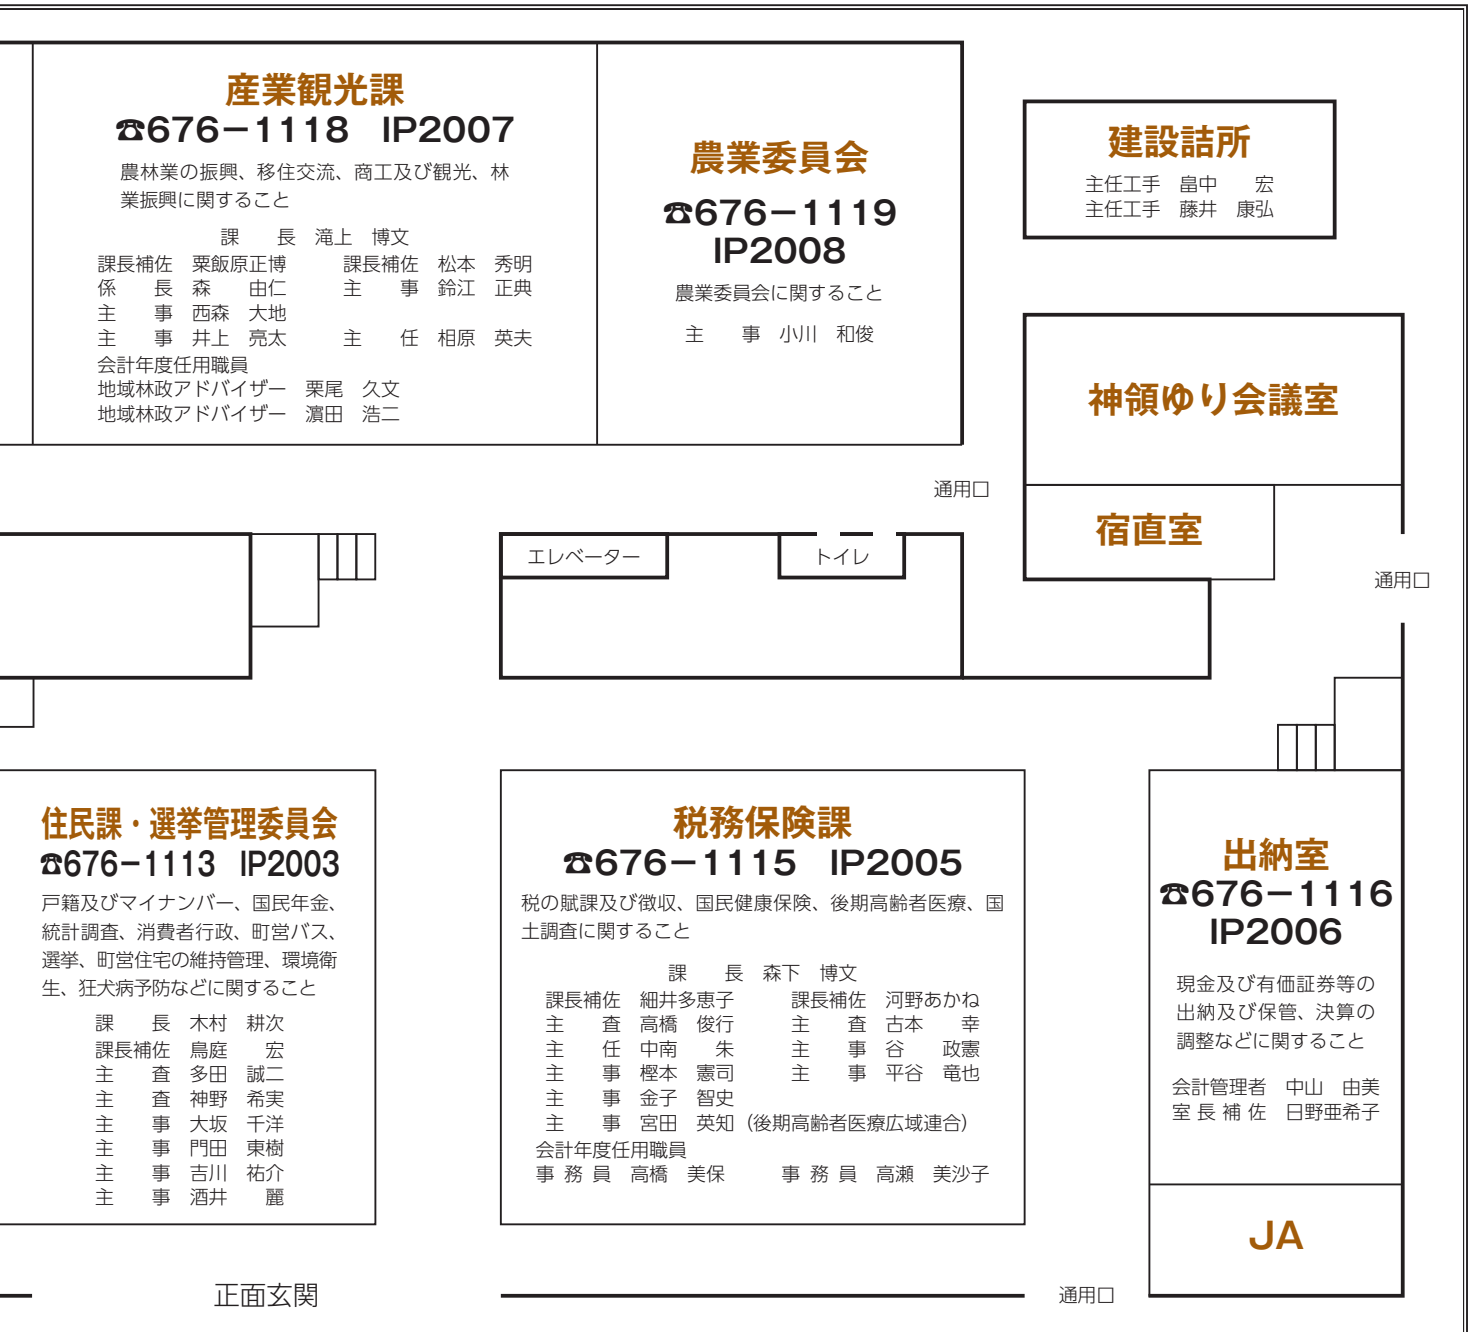 産業観光課
☎676−1118　IP2007
農林業の振興、移住交流、商工及び観光、林
業振興に関すること
課　　長　滝上　博文
課長補佐　粟飯原正博　　　課長補佐　松本　秀明
係　　長　森　　由仁　　　主　　事　鈴江　正典
主　　事　西森　大地
主　　事　井上　亮太　　　主　　任　相原　英夫
会計年度任用職員
地域林政アドバイザー　栗尾　久文
地域林政アドバイザー　濵田　浩二
農業委員会
☎676−1119
IP2008
農業委員会に関すること
主　　事　小川　和俊
建設詰所
主任工手　畠中　　宏
主任工手　藤井　康弘
神領ゆり会議室
通用口
宿直室
エレベーター
トイレ
通用口
住民課・選挙管理委員会
☎676−1113　IP2003
戸籍及びマイナンバー、国民年金、
統計調査、消費者行政、町営バス、
選挙、町営住宅の維持管理、環境衛
生、狂犬病予防などに関すること
課　　長　木村　耕次
課長補佐　鳥庭　　宏
主　　査　多田　誠二
主　　査　神野　希実
主　　事　大坂　千洋
主　　事　門田　東樹
主　　事　吉川　祐介
主　　事　酒井　　麗
税務保険課
☎676−1115　IP2005
税の賦課及び徴収、国民健康保険、後期高齢者医療、国
土調査に関すること
課　　長　森下　博文
課長補佐　細井多恵子　　　課長補佐　河野あかね
主　　査　高橋　俊行　　　主　　査　古本　　幸
主　　任　中南　　朱　　　主　　事　谷　　政憲
主　　事　樫本　憲司　　　主　　事　平谷　竜也
主　　事　金子　智史
主　　事　宮田　英知（後期高齢者医療広域連合）
会計年度任用職員
事 務 員　高橋　美保　　　事 務 員　高瀬　美沙子
出納室
☎676−1116
IP2006
現金及び有価証券等の
出納及び保管、決算の
調整などに関すること
会計管理者　中山　由美
室 長 補 佐　日野亜希子
JA
正面玄関
通用口